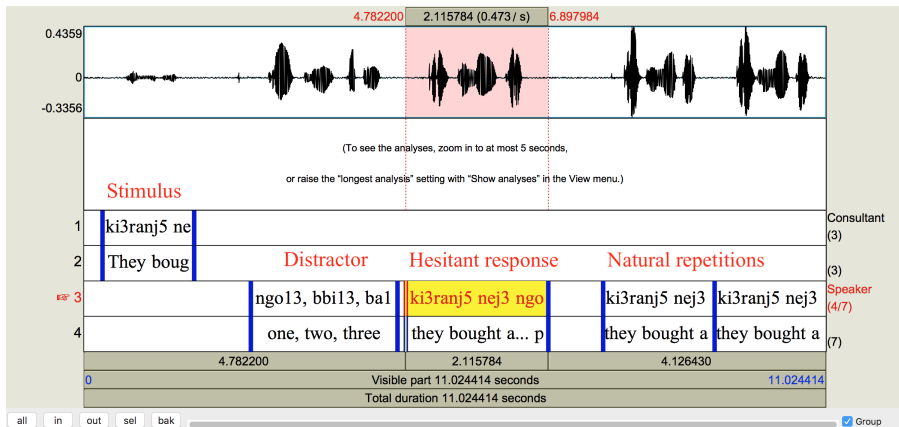 4.782200 2.115784 (0.473 / s) 6.897984
0.4359
0
-0.3356
(To see the analyses, zoom in to at most 5 seconds,
or raise the "longest analysis" setting with "Show analyses" in the View menu.)
Stimulus
1 ki3ranj5 ne Consultant
(3)
2 They boug (3)
Distractor Hesitant response Natural repetitions
☞ 3 ngo13, bbi13, ba1 ki3ranj5 nej3 ngo ki3ranj5 nej3 ki3ranj5 nej3 Speaker
(4/7)
4 one, two, three they bought a... p they bought a they bought a (7)
4.782200 2.115784 4.126430
0 Visible part 11.024414 seconds 11.024414
Total duration 11.024414 seconds
all in out sel bak Group